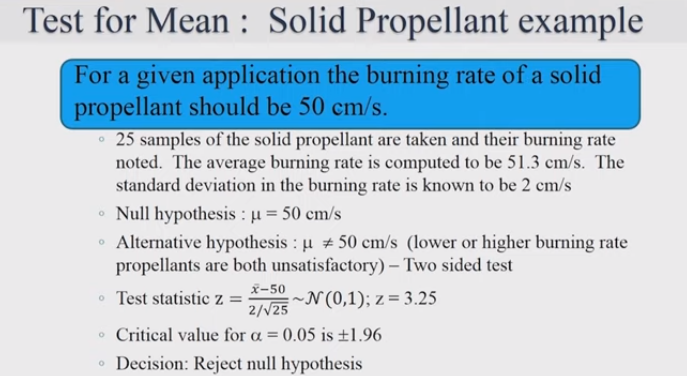 Test for Mean : Solid Propellant example
For a given application the burning rate of a solid
propellant should be 50 cm/s.
◦ 25 samples of the solid propellant are taken and their burning rate
noted. The average burning rate is computed to be 51.3 cm/s. The
standard deviation in the burning rate is known to be 2 cm/s
◦ Null hypothesis : μ = 50 cm/s
◦ Alternative hypothesis : μ ≠ 50 cm/s (lower or higher burning rate
propellants are both unsatisfactory) – Two sided test
◦ Test statistic z = x̄−50 / 2/√25 ~N(0,1); z = 3.25
◦ Critical value for α = 0.05 is ±1.96
◦ Decision: Reject null hypothesis